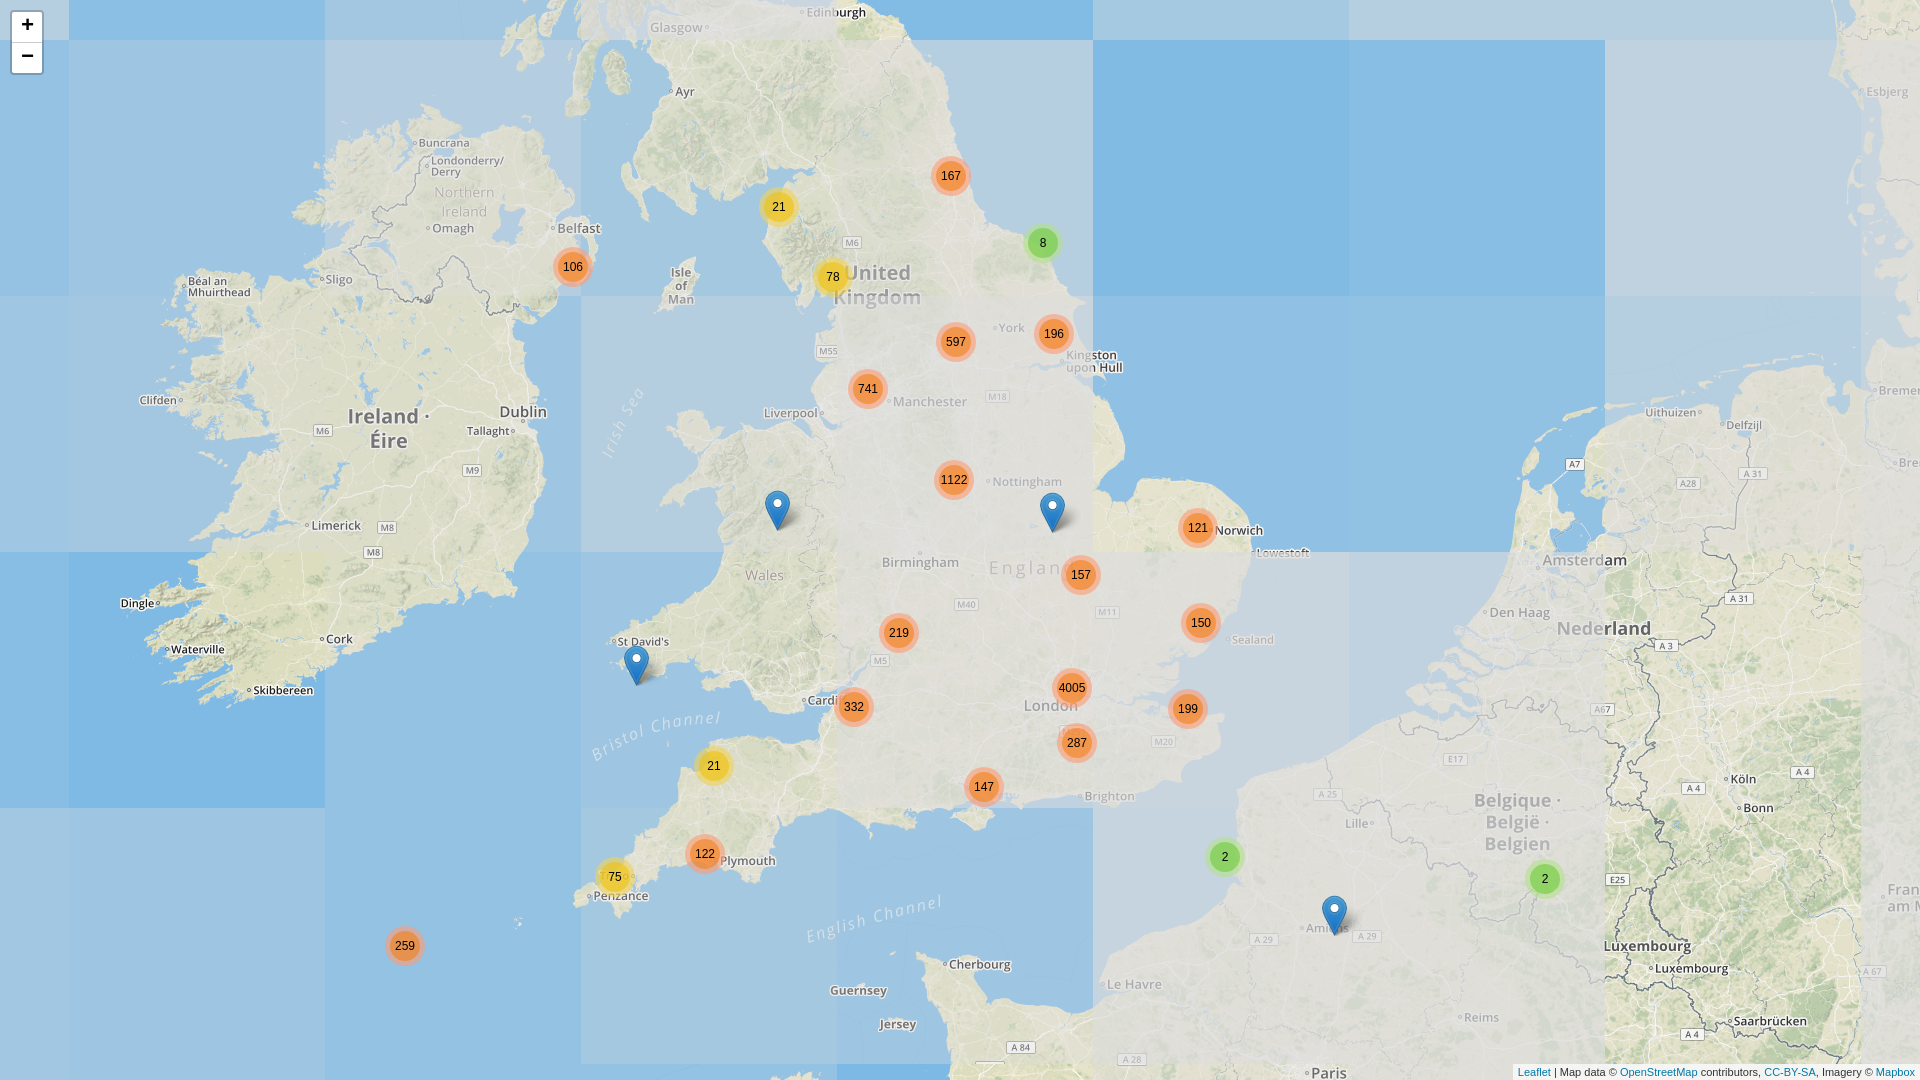 +
−
Edinburgh
Glasgow
Ayr
Esbjerg
Buncrana
Londonderry/
Derry
Northern
Ireland
Omagh
Belfast
167
21
8
M6
106
78
United
Kingdom
Isle
of
Man
Sligo
Béal an
Mhuirthead
196
597
York
M55
Kingston
upon Hull
741
Manchester
M18
Liverpool
Irish Sea
Clifden
Dublin
Tallaght
Ireland ·
Éire
M6
M9
Uithuizen
Delfzijl
Bremer
Bre
A7
A 31
A28
1122
Nottingham
121
Norwich
Lowestoft
Limerick
M8
M8
Birmingham
Wales
Englan
157
M40
M11
150
219
Sealand
M5
Amsterdam
Den Haag
Nederland
A 31
A 3
Dingle
Cork
Waterville
Skibbereen
St David's
Cardi
332
4005
London
199
287
M20
A67
E17
Bristol Channel
21
147
Brighton
A 25
Lille
Belgique ·
België ·
Belgien
Köln
Bonn
A 4
A 4
122
Plymouth
75
Penzance
2
2
E25
Fran
am M
259
English Channel
Amiens
A 29
A 29
Luxembourg
Luxembourg
A 67
Cherbourg
Guernsey
Le Havre
Jersey
Reims
Saarbrücken
A 4
A 84
A 28
Paris
Leaflet | Map data © OpenStreetMap contributors, CC-BY-SA, Imagery © Mapbox